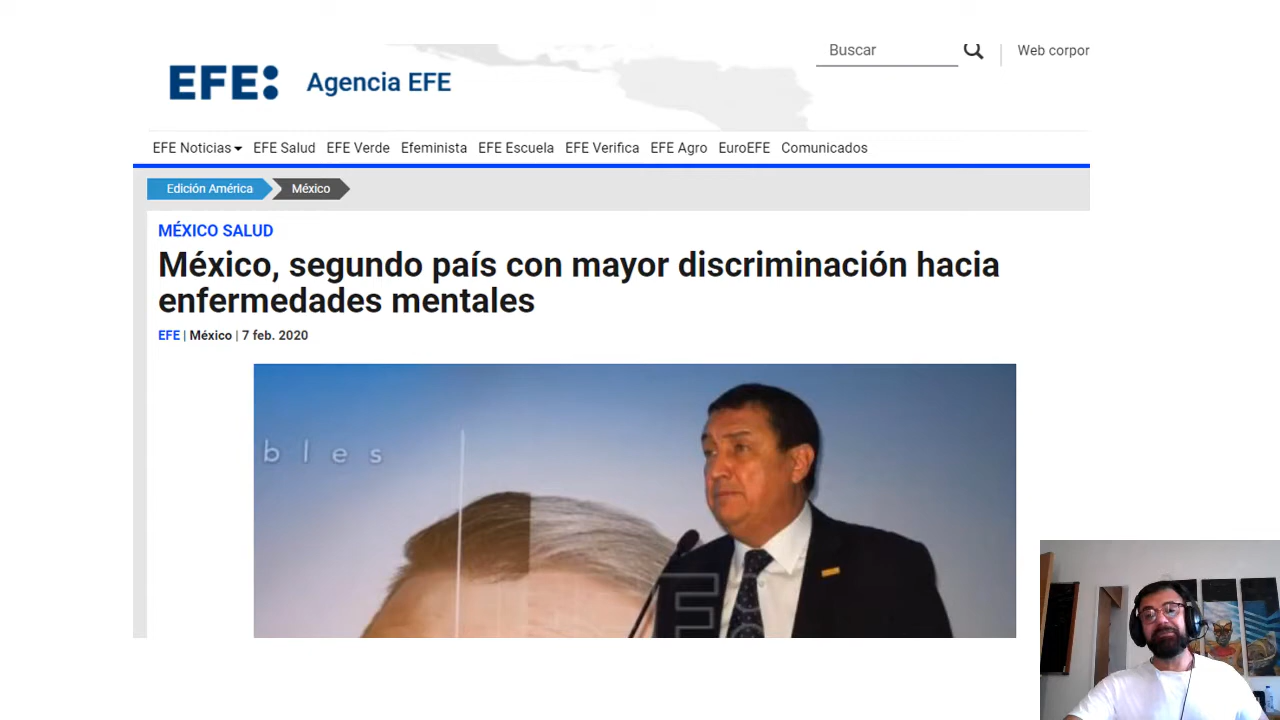 Buscar
Web corpor
EFE:
Agencia EFE
EFE Noticias EFE Salud EFE Verde Efeminista EFE Escuela EFE Verifica EFE Agro EuroEFE Comunicados
Edición América México
MÉXICO SALUD
México, segundo país con mayor discriminación hacia
enfermedades mentales
EFE | México | 7 feb. 2020
bles
EFE